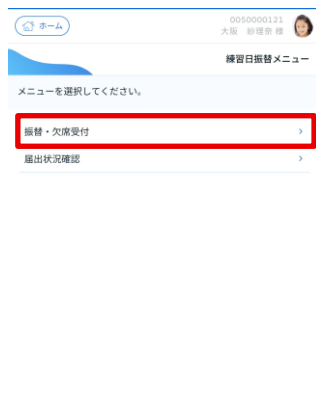 ホーム
0050000121
大阪 紗理奈 様
練習日振替メニュー
メニューを選択してください。
振替・欠席受付
届出状況確認